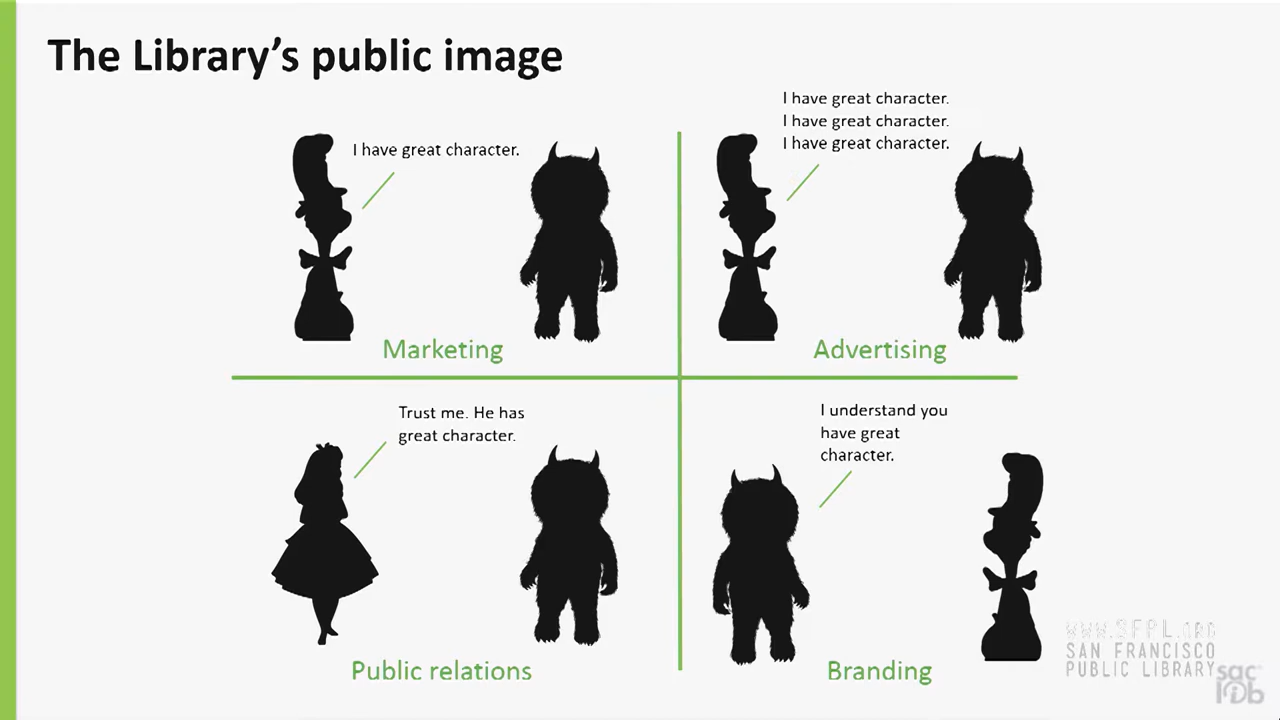 The Library's public image
I have great character.
Marketing
I have great character.
I have great character.
I have great character.
Advertising
Trust me. He has
great character.
Public relations
I understand you
have great
character.
Branding
WWW.SFPL.ORG
SAN FRANCISCO
PUBLIC LIBRARY
sac
lib